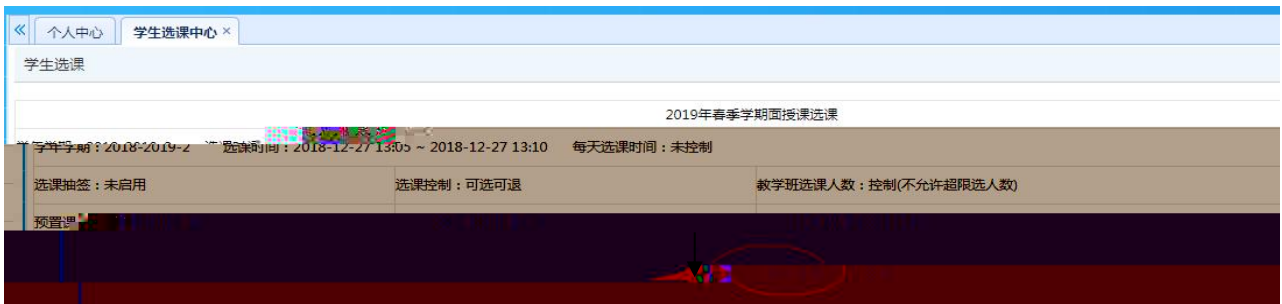 个人中心 学生选课中心 ×
学生选课
2019年春季学期面授课选课
学年学期：2018-2019-2 选课时间：2018-12-27 13:05 ~ 2018-12-27 13:10 每天选课时间：未控制
选课抽签：未启用 选课控制：可选可退 教学班选课人数：控制(不允许超限选人数)
预置课